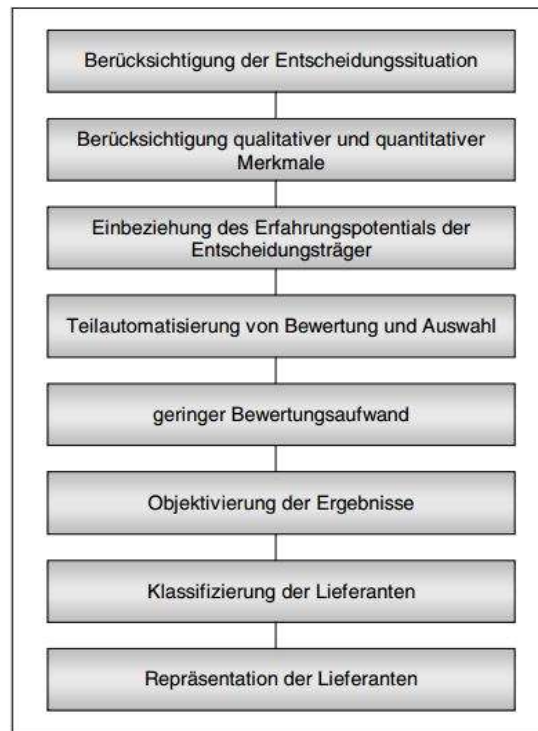 Berücksichtigung der Entscheidungssituation
Berücksichtigung qualitativer und quantitativer
Merkmale
Einbeziehung des Erfahrungspotentials der
Entscheidungsträger
Teilautomatisierung von Bewertung und Auswahl
geringer Bewertungsaufwand
Objektivierung der Ergebnisse
Klassifizierung der Lieferanten
Repräsentation der Lieferanten